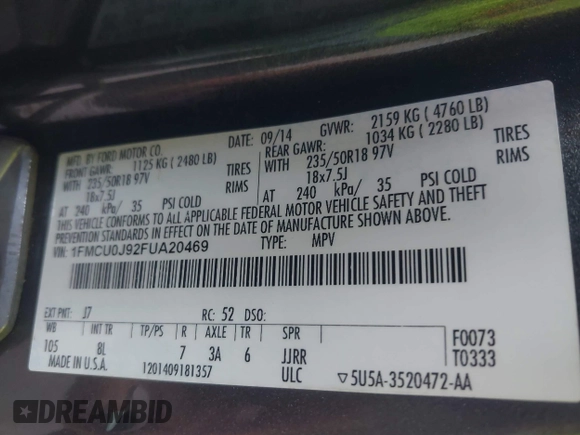 MFD. BY FORD MOTOR CO. DATE: 09/14 GVWR: 2159 KG ( 4760 LB)
FRONT GAWR: 1125 KG ( 2480 LB) REAR GAWR: 1034 KG ( 2280 LB)
WITH 235/50R18 97V TIRES WITH 235/50R18 97V TIRES
18x7.5J RIMS 18x7.5J RIMS
AT 240 kPa/ 35 PSI COLD AT 240 kPa/ 35 PSI COLD
THIS VEHICLE CONFORMS TO ALL APPLICABLE FEDERAL MOTOR VEHICLE SAFETY AND THEFT
PREVENTION STANDARDS IN EFFECT ON THE DATE OF MANUFACTURE SHOWN ABOVE.
VIN: 1FMCU0J92FUA20469 TYPE: MPV
EXT PNT: J7 RC: 52 DSO:
WB INT TR TP/PS R AXLE TR SPR F0073
105 8L 7 3A 6 JJRR T0333
MADE IN U.S.A. 1201409181357 ULC ▽5U5A-3520472-AA
DREAMBID